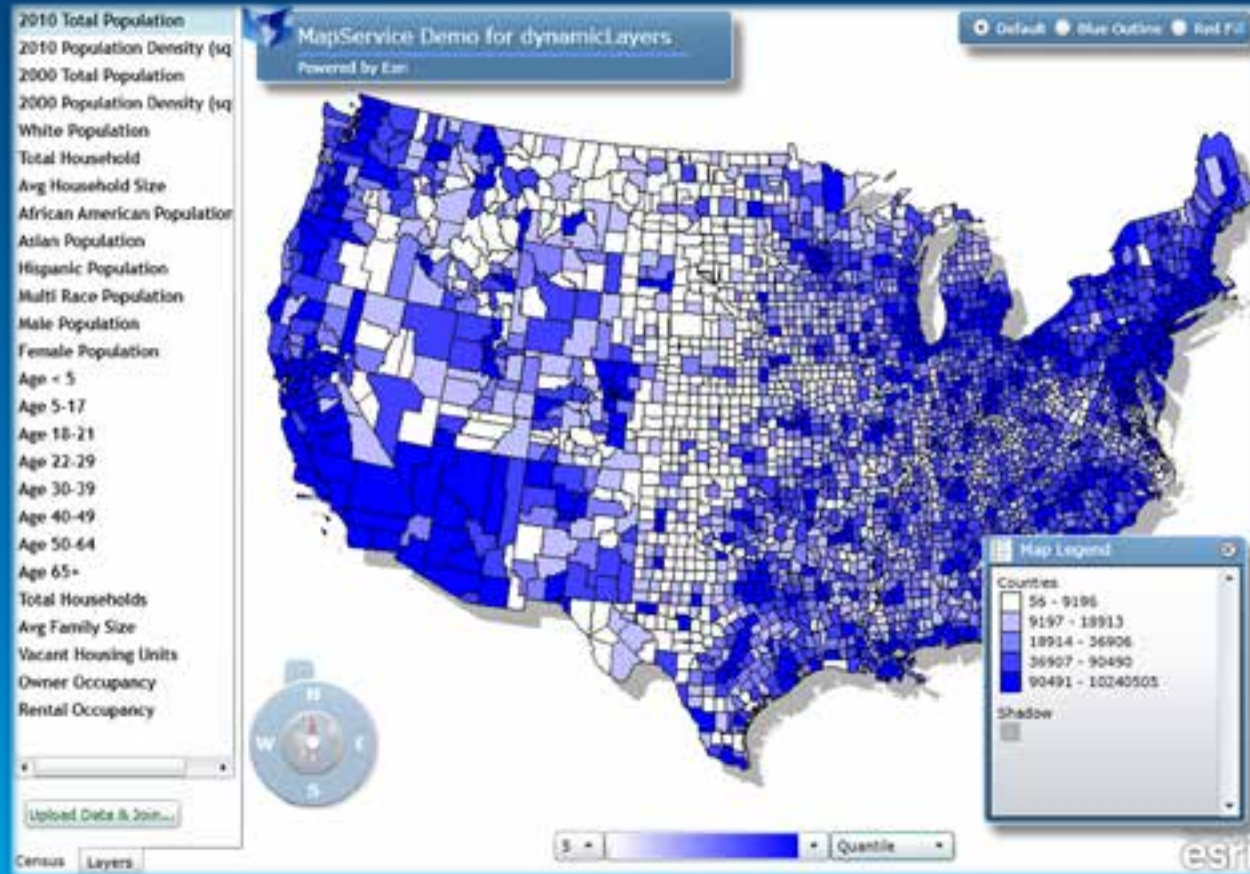 2010 Total Population
2010 Population Density (sq
2000 Total Population
2000 Population Density (sq
White Population
Total Household
Avg Household Size
African American Population
Asian Population
Hispanic Population
Multi Race Population
Male Population
Female Population
Age < 5
Age 5-17
Age 18-21
Age 22-29
Age 30-39
Age 40-49
Age 50-64
Age 65+
Total Households
Avg Family Size
Vacant Housing Units
Owner Occupancy
Rental Occupancy
Upload Data & Join...
Census Layers
MapService Demo for dynamicLayers
Powered by Esri
Default Blue Outline Red Fill
N
W E
S
Map Legend
Counties
56 - 9196
9197 - 18913
18914 - 36906
36907 - 90490
90491 - 10240505
Shadow
5 Quantile
esri